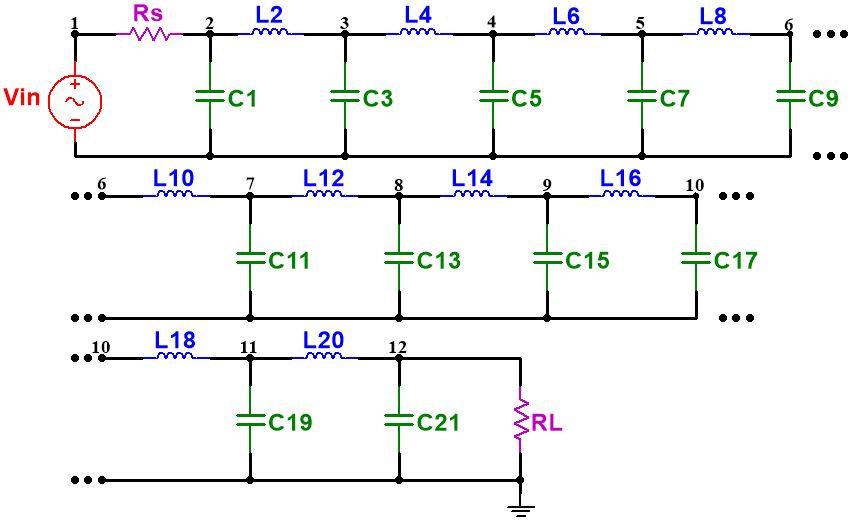 1 Rs 2 L2 3 L4 4 L6 5 L8 6
Vin C1 C3 C5 C7 C9
6 L10 7 L12 8 L14 9 L16 10
C11 C13 C15 C17
10 L18 11 L20 12
C19 C21 RL